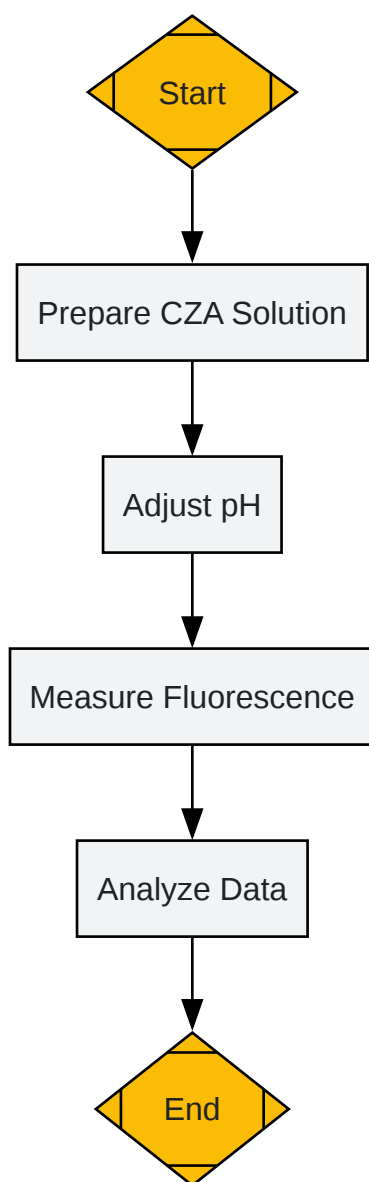 Start
Prepare CZA Solution
Adjust pH
Measure Fluorescence
Analyze Data
End